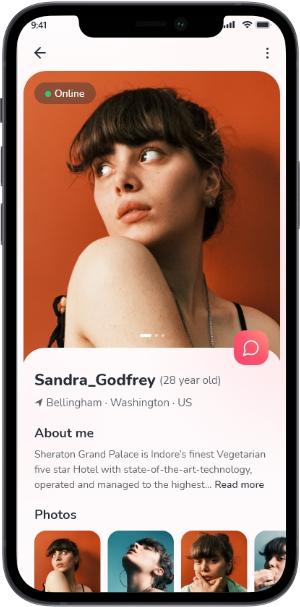 9:41
Online
Sandra_Godfrey (28 year old)
Bellingham · Washington · US
About me
Sheraton Grand Palace is Indore's finest Vegetarian
five star Hotel with state-of-the-art-technology,
operated and managed to the highest... Read more
Photos